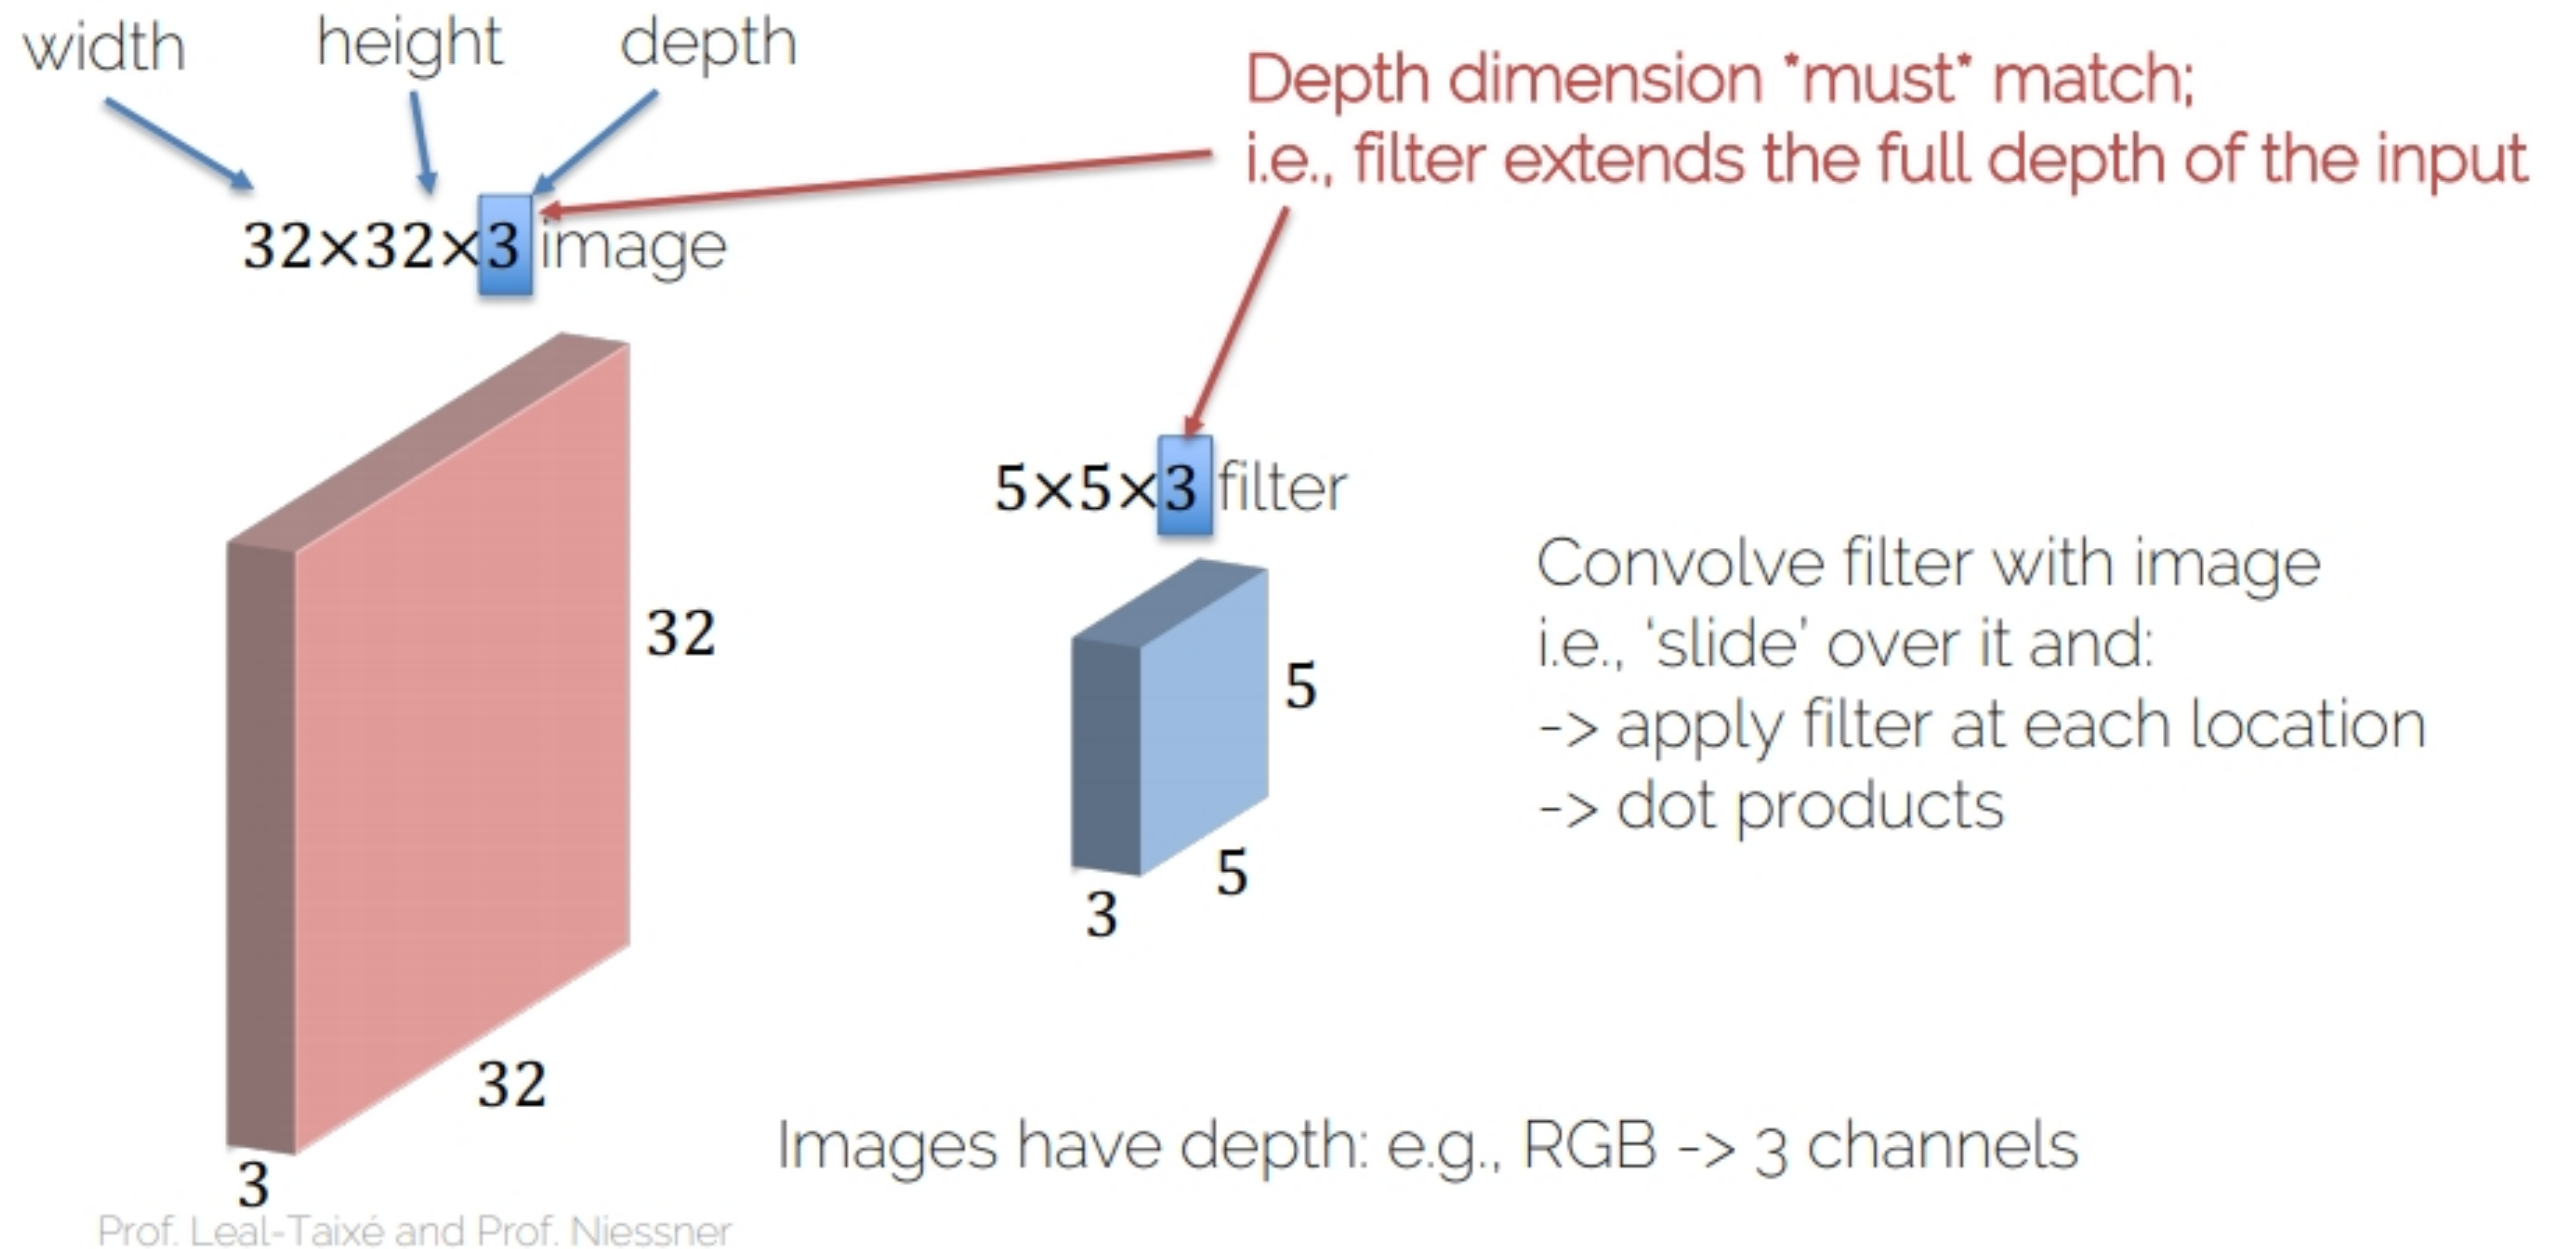 width height depth
Depth dimension *must* match;
i.e., filter extends the full depth of the input
32×32×3 image
5×5×3 filter
32
5
5
3
Convolve filter with image
i.e., ‘slide’ over it and:
-> apply filter at each location
-> dot products
32
3
Images have depth: e.g., RGB -> 3 channels
Prof. Leal-Taixé and Prof. Niessner